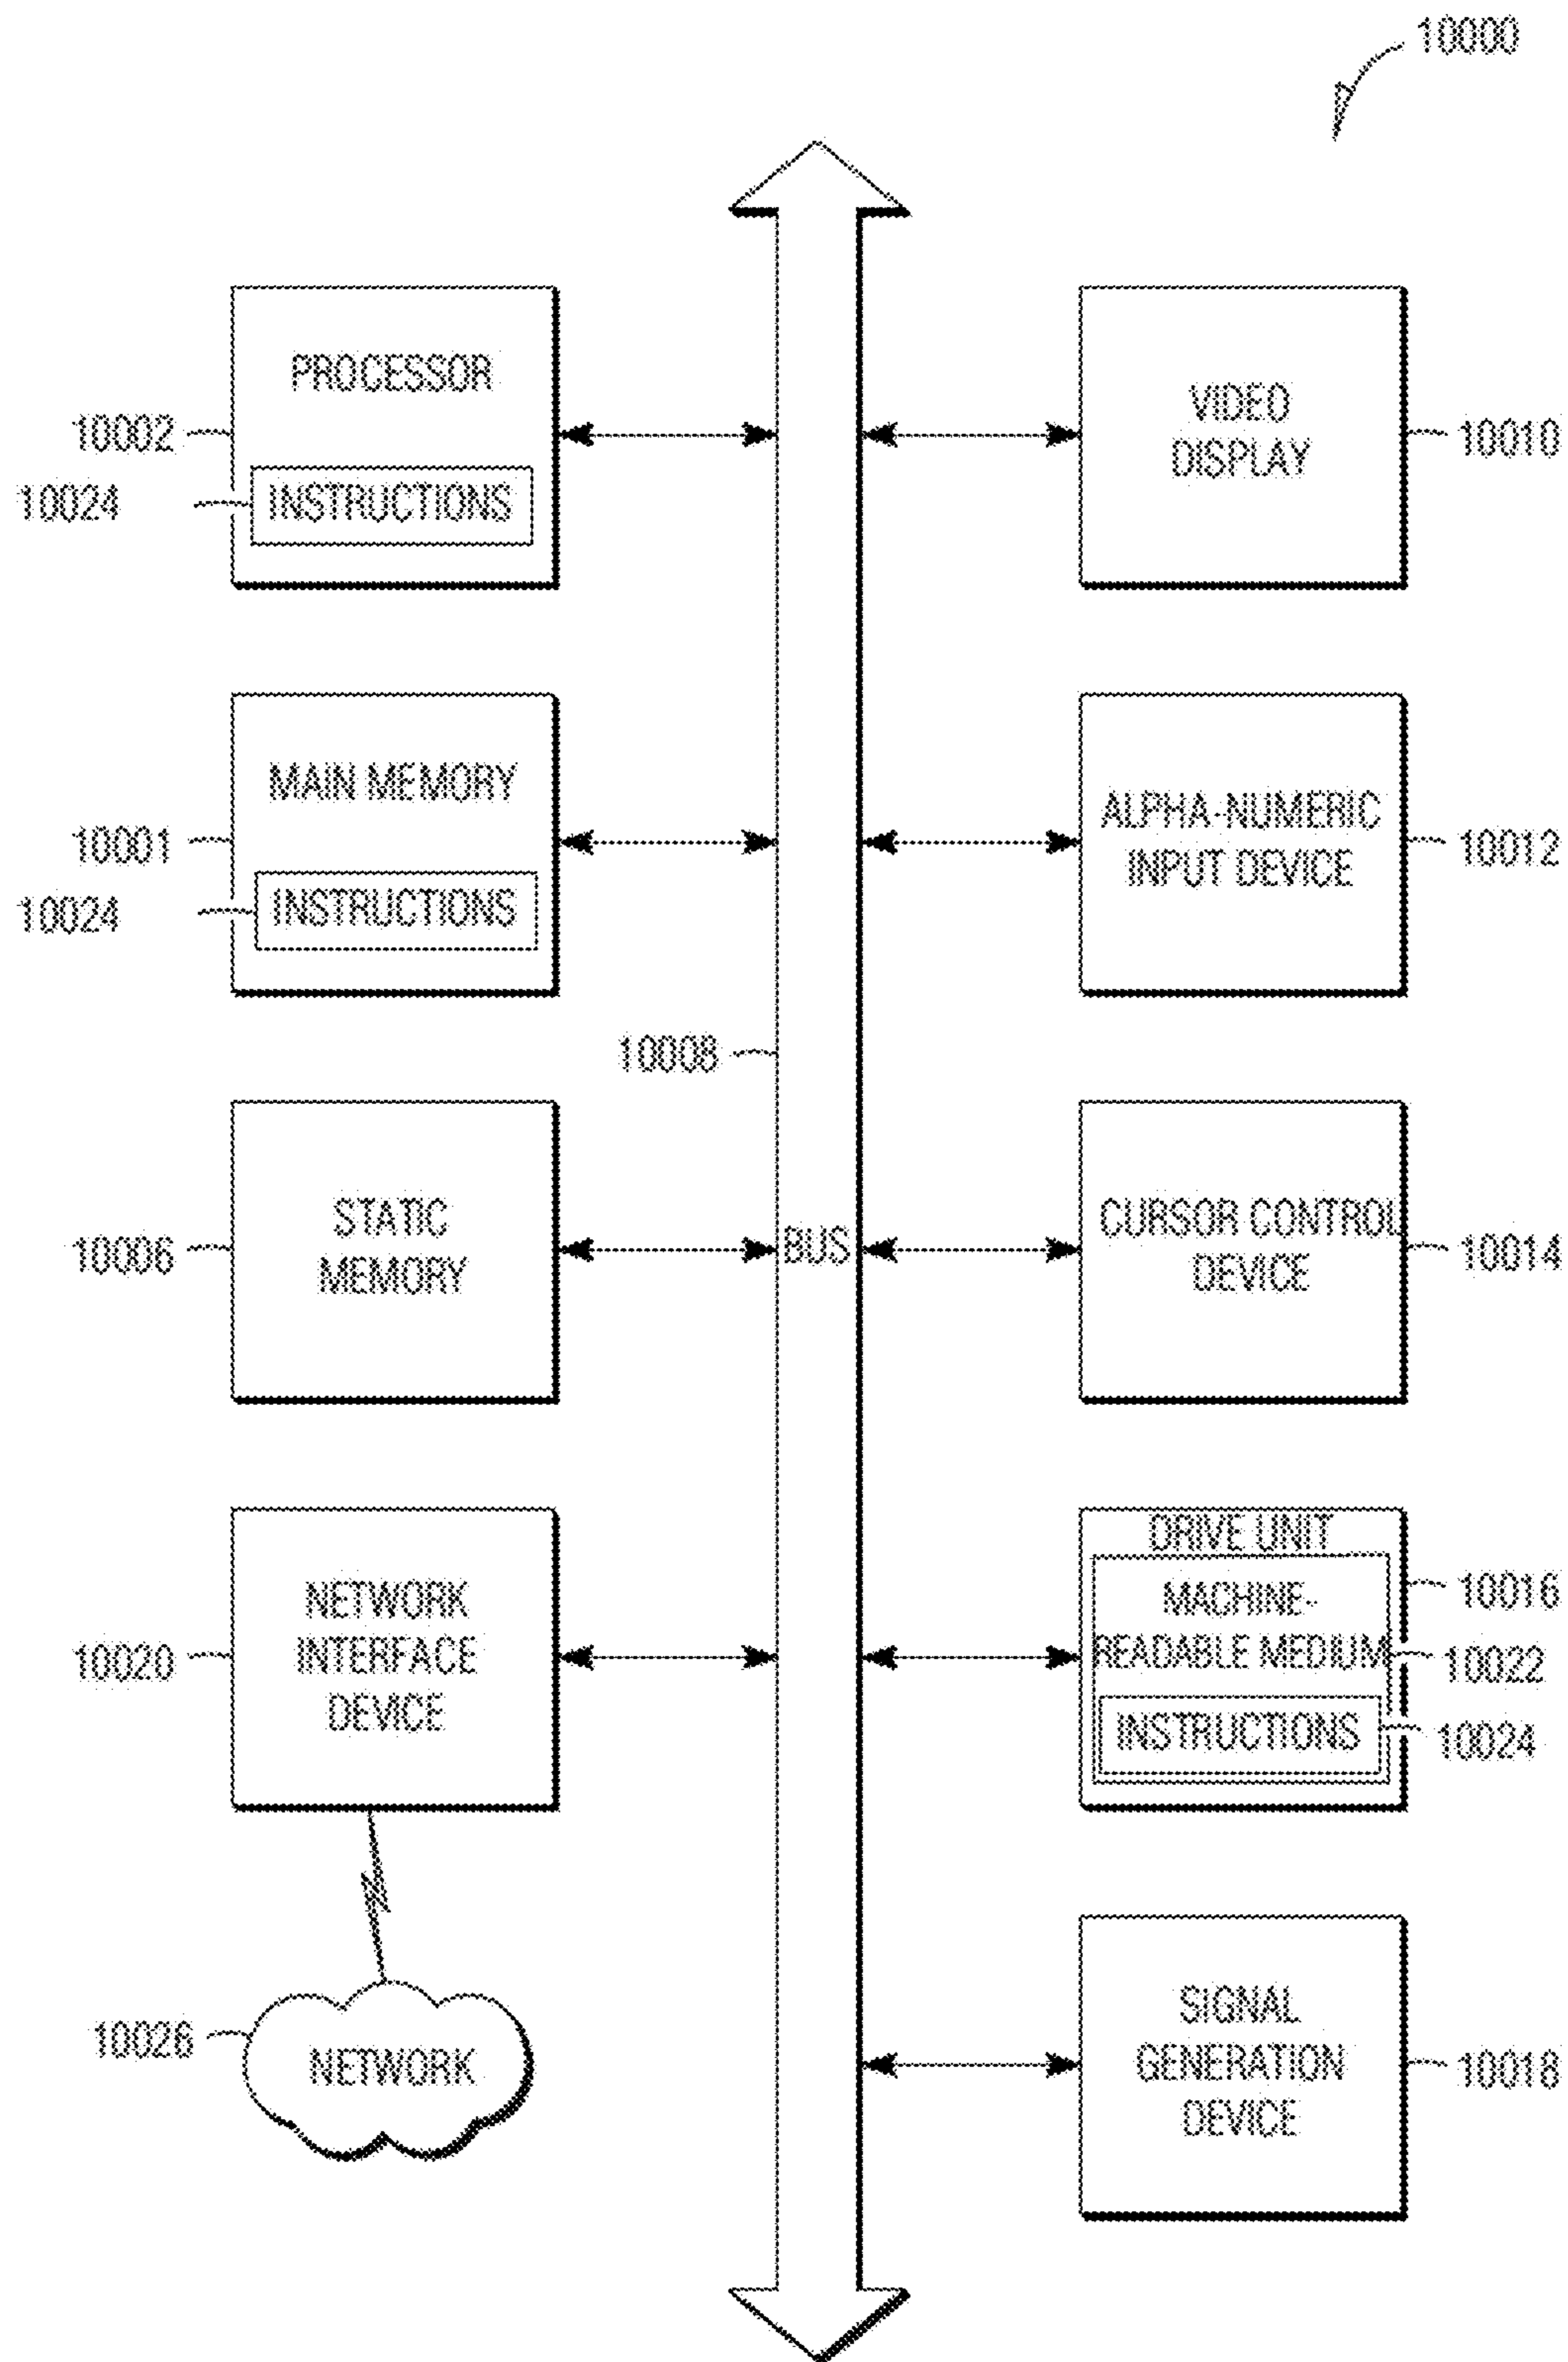 10000
PROCESSOR
10002
10024
INSTRUCTIONS
VIDEO
DISPLAY
10010
MAIN MEMORY
10001
10024
INSTRUCTIONS
ALPHA-NUMERIC
INPUT DEVICE
10012
10008
STATIC
MEMORY
10006
BUS
CURSOR CONTROL
DEVICE
10014
NETWORK
INTERFACE
DEVICE
10020
DRIVE UNIT
MACHINE-
READABLE MEDIUM
INSTRUCTIONS
10016
10022
10024
10026
NETWORK
SIGNAL
GENERATION
DEVICE
10018